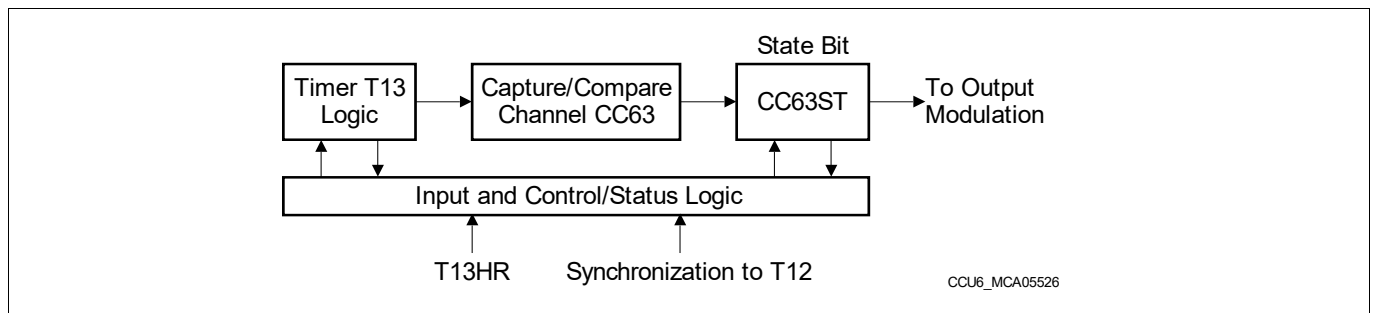 State Bit
Timer T13
Logic
Capture/Compare
Channel CC63
CC63ST
To Output
Modulation
Input and Control/Status Logic
T13HR
Synchronization to T12
CCU6_MCA05526